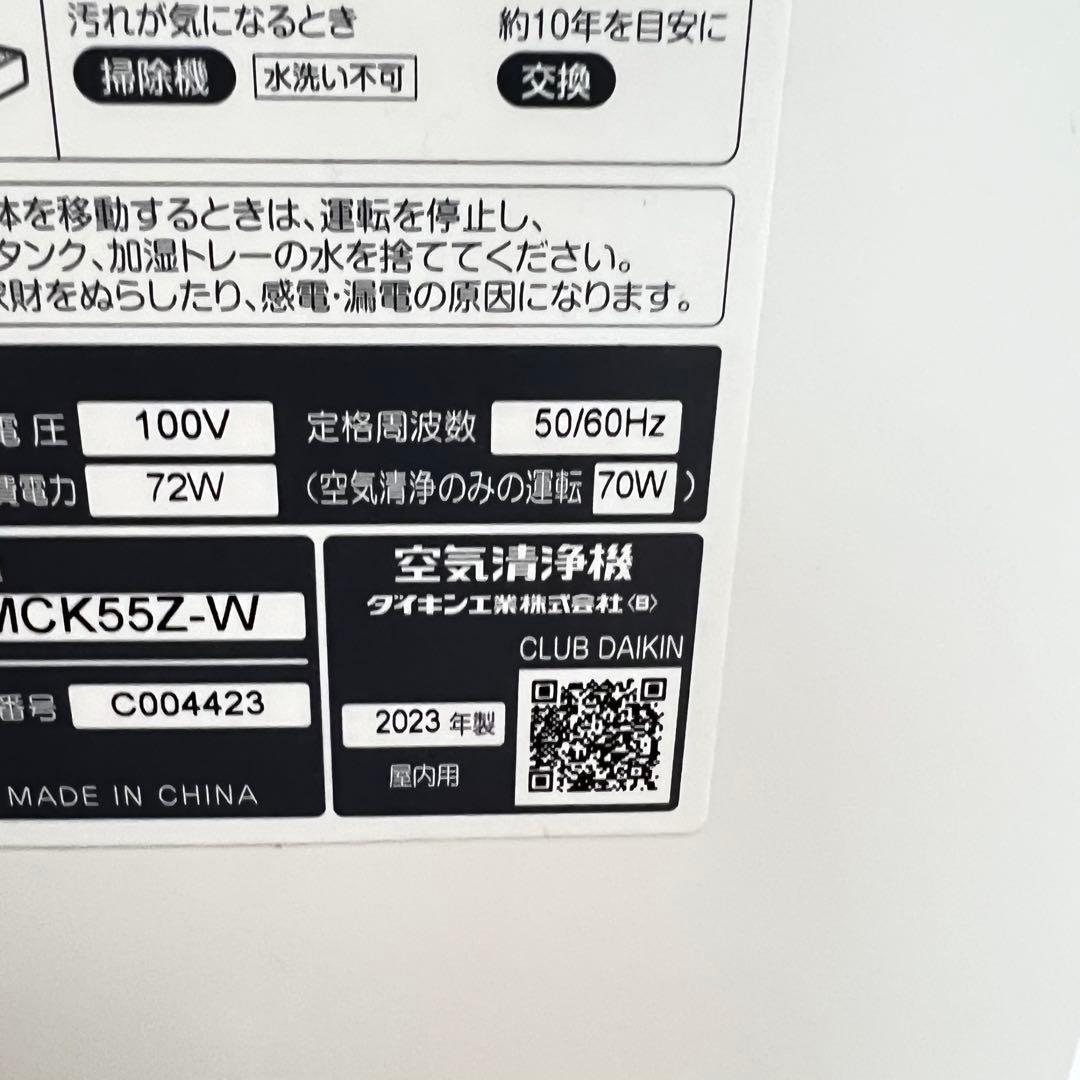 汚れが気になるとき
約10年を目安に
掃除機
水洗い不可
交換
体を移動するときは、運転を停止し、
タンク、加湿トレーの水を捨ててください。
家財をぬらしたり、感電・漏電の原因になります。
電圧 100V 定格周波数 50/60Hz
費電力 72W (空気清浄のみの運転 70W)
MCK55Z-W
番号 C004423
MADE IN CHINA
空気清浄機
ダイキン工業株式会社〈日〉
CLUB DAIKIN
2023 年製
屋内用